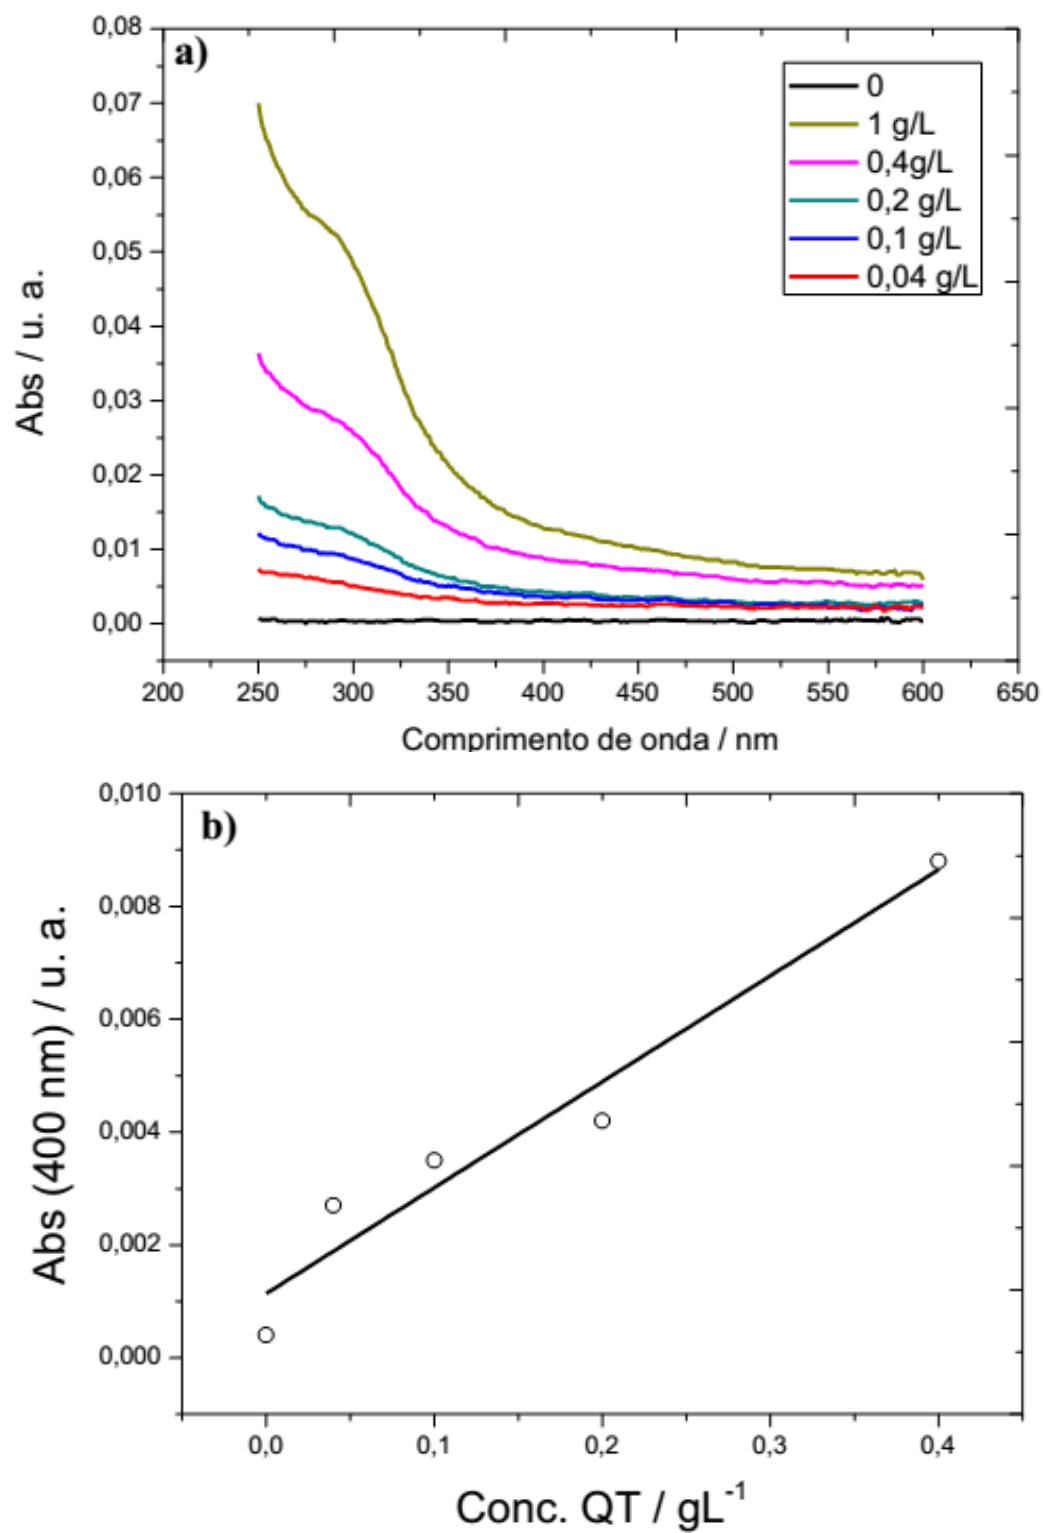 a)
0,08
0,07
0,06
0,05
0,04
0,03
0,02
0,01
0,00
Abs / u. a.
0
1 g/L
0,4g/L
0,2 g/L
0,1 g/L
0,04 g/L
200 250 300 350 400 450 500 550 600 650
Comprimento de onda / nm
b)
0,010
0,008
0,006
0,004
0,002
0,000
Abs (400 nm) / u. a.
0,0 0,1 0,2 0,3 0,4
Conc. QT / gL⁻¹